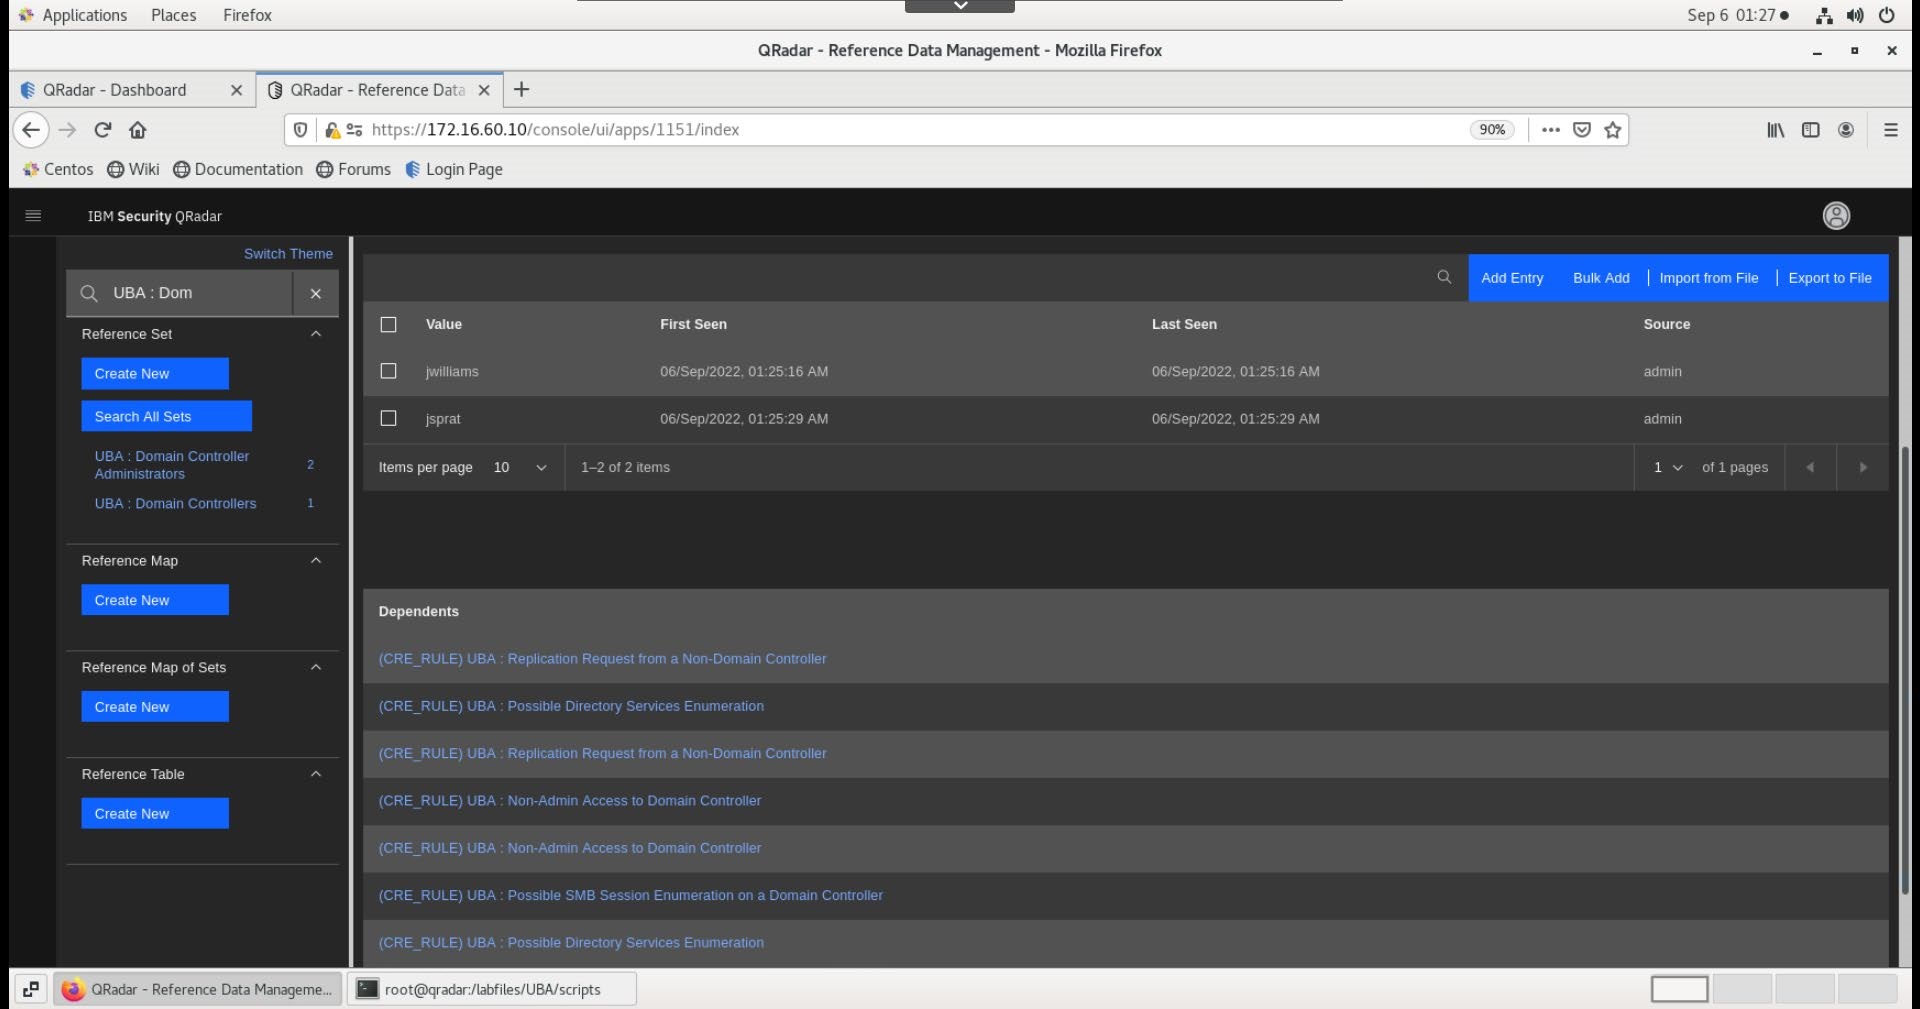 Applications Places Firefox Sep 6 01:27
QRadar - Reference Data Management - Mozilla Firefox
QRadar - Dashboard QRadar - Reference Data
https://172.16.60.10/console/ui/apps/1151/index 90%
Centos Wiki Documentation Forums Login Page
IBM Security QRadar
Switch Theme
UBA : Dom
Reference Set
Create New
Search All Sets
UBA : Domain Controller
Administrators 2
UBA : Domain Controllers 1
Reference Map
Create New
Reference Map of Sets
Create New
Reference Table
Create New
Add Entry Bulk Add Import from File Export to File
Value First Seen Last Seen Source
jwilliams 06/Sep/2022, 01:25:16 AM 06/Sep/2022, 01:25:16 AM admin
jsprat 06/Sep/2022, 01:25:29 AM 06/Sep/2022, 01:25:29 AM admin
Items per page 10 1–2 of 2 items 1 of 1 pages
Dependents
(CRE_RULE) UBA : Replication Request from a Non-Domain Controller
(CRE_RULE) UBA : Possible Directory Services Enumeration
(CRE_RULE) UBA : Replication Request from a Non-Domain Controller
(CRE_RULE) UBA : Non-Admin Access to Domain Controller
(CRE_RULE) UBA : Non-Admin Access to Domain Controller
(CRE_RULE) UBA : Possible SMB Session Enumeration on a Domain Controller
(CRE_RULE) UBA : Possible Directory Services Enumeration
QRadar - Reference Data Manageme... root@qradar:/labfiles/UBA/scripts